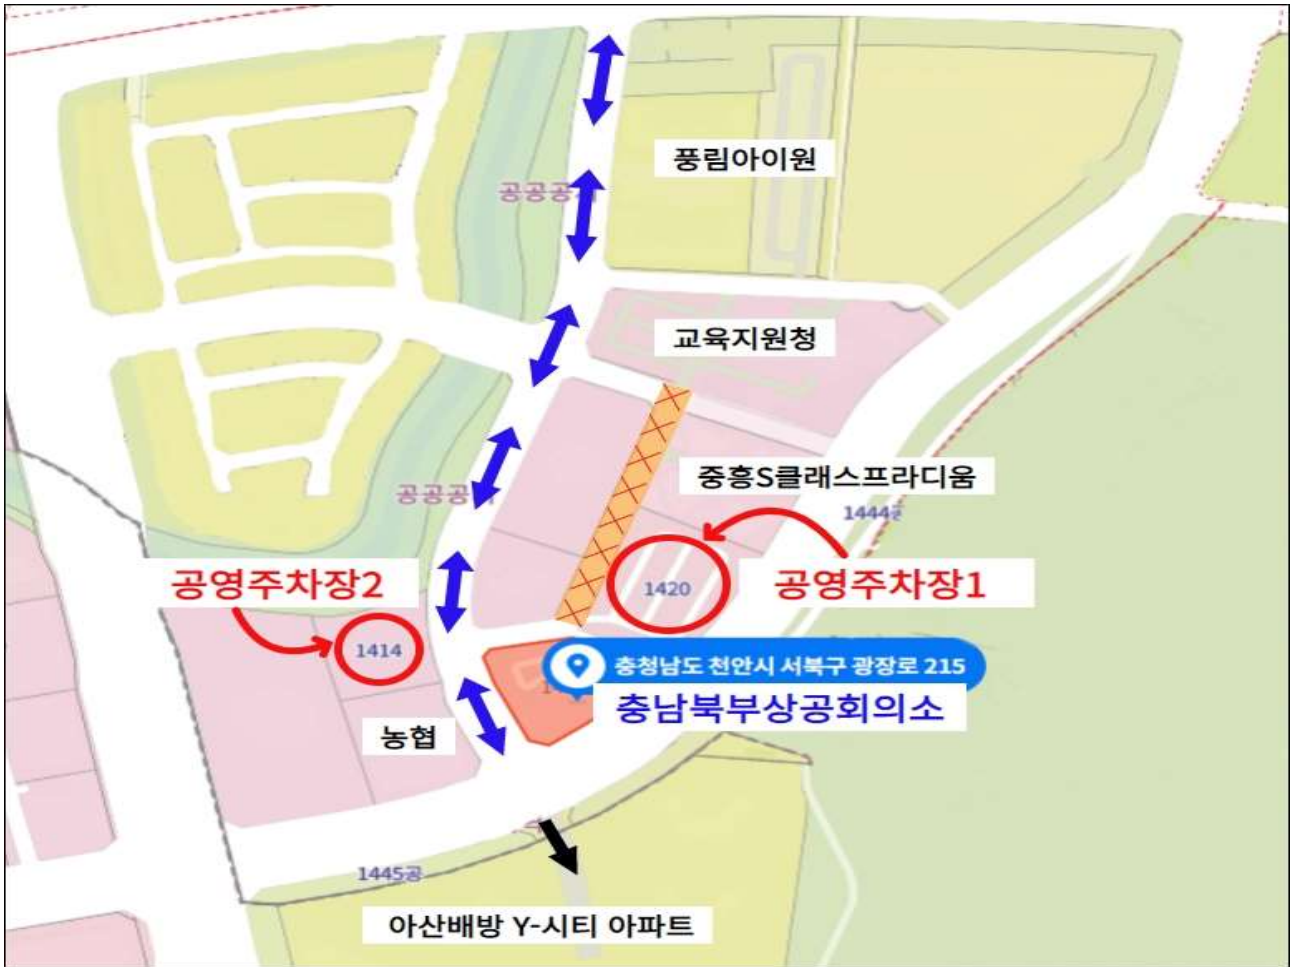 풍림아이원
공공공지
교육지원청
중흥S클래스프라디움
공공공
1444공
공영주차장2
1420
공영주차장1
1414
충청남도 천안시 서북구 광장로 215
충남북부상공회의소
농협
1445공
아산배방 Y-시티 아파트